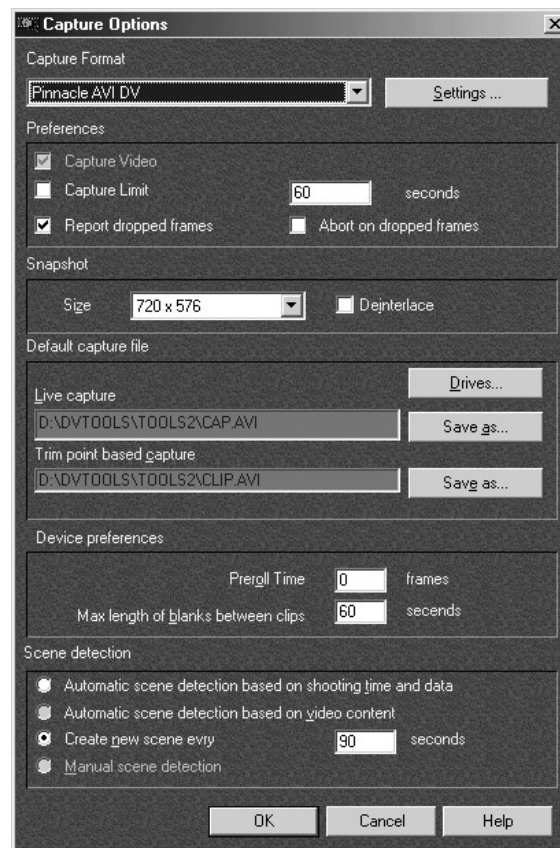 Capture Options
Capture Format
Pinnacle AVI DV
Settings ...
Preferences
Capture Video
Capture Limit 60 seconds
Report dropped frames Abort on dropped frames
Snapshot
Size 720 x 576 Deinterlace
Default capture file
Drives...
Live capture
D:\DVTOOLS\TOOLS2\CAP.AVI Save as...
Trim point based capture
D:\DVTOOLS\TOOLS2\CLIP.AVI Save as...
Device preferences
Preroll Time 0 frames
Max length of blanks between clips 60 secends
Scene detection
Automatic scene detection based on shooting time and data
Automatic scene detection based on video content
Create new scene evry 90 seconds
Manual scene detection
OK Cancel Help